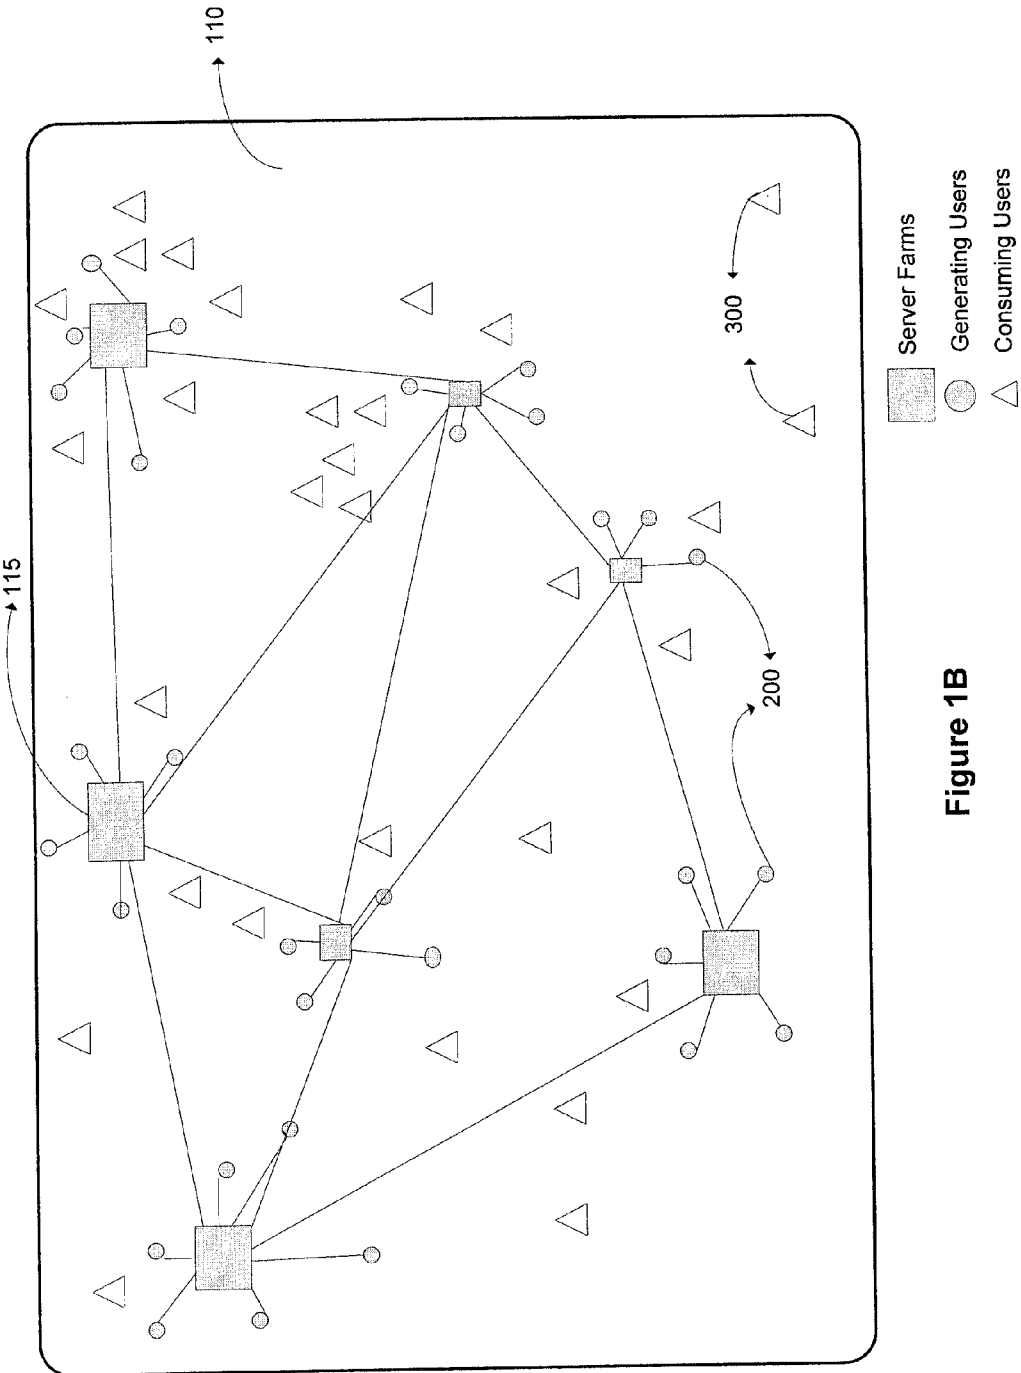 110
115
300
200
Server Farms
Generating Users
Consuming Users
Figure 1B